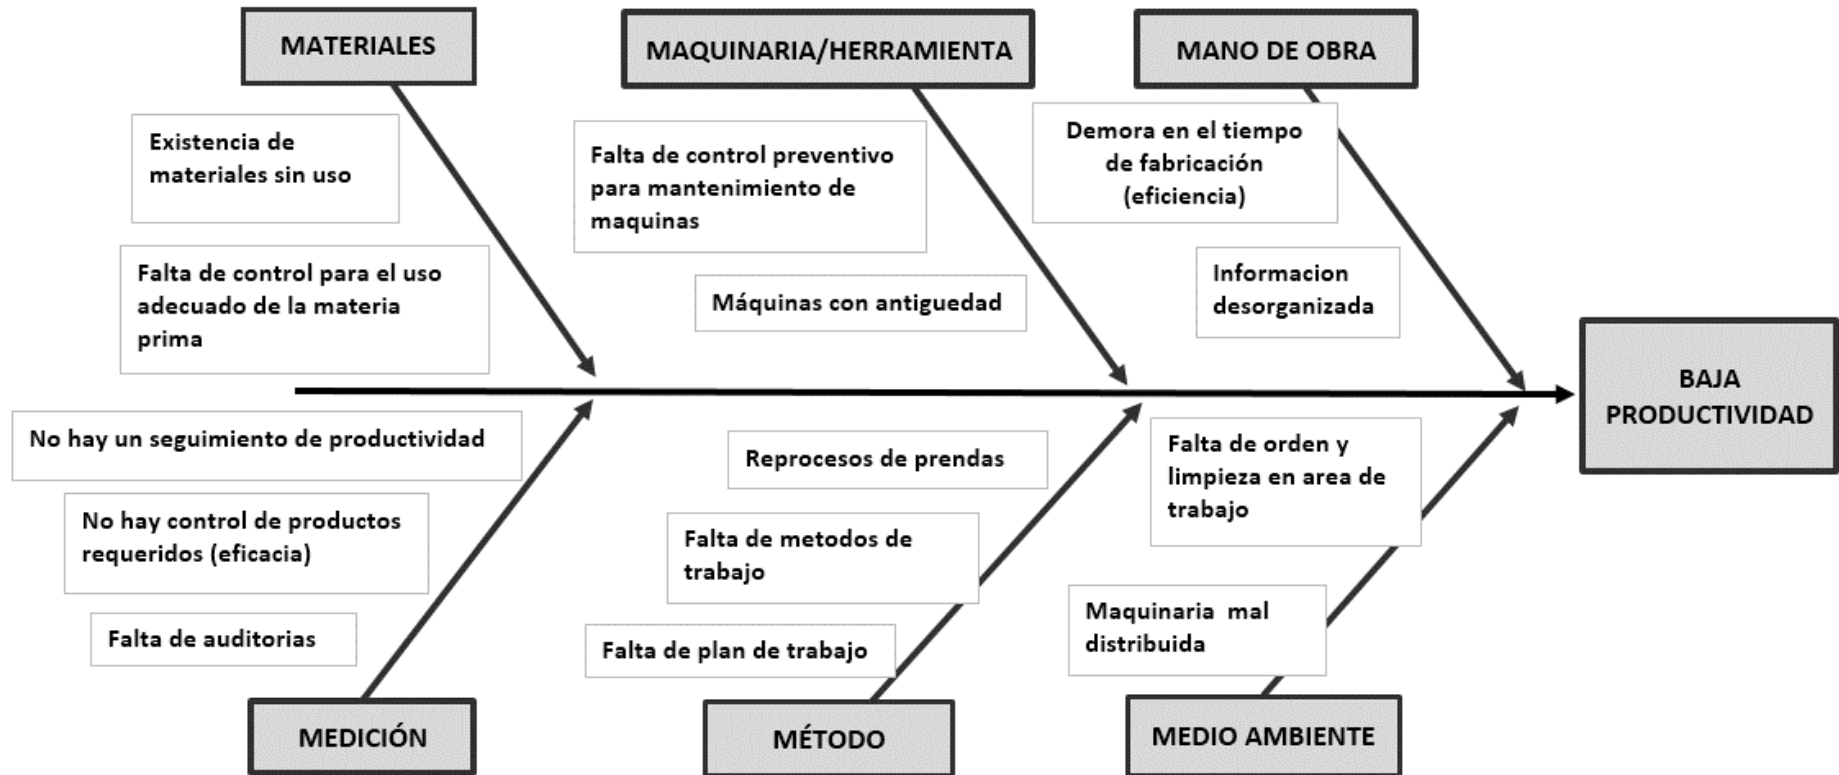 MATERIALES
MAQUINARIA/HERRAMIENTA
MANO DE OBRA
Existencia de
materiales sin uso
Falta de control para el uso
adecuado de la materia
prima
Falta de control preventivo
para mantenimiento de
maquinas
Máquinas con antiguedad
Demora en el tiempo
de fabricación
(eficiencia)
Informacion
desorganizada
BAJA
PRODUCTIVIDAD
No hay un seguimiento de productividad
No hay control de productos
requeridos (eficacia)
Falta de auditorias
Reprocesos de prendas
Falta de metodos de
trabajo
Falta de plan de trabajo
Falta de orden y
limpieza en area de
trabajo
Maquinaria  mal
distribuida
MEDICIÓN
MÉTODO
MEDIO AMBIENTE